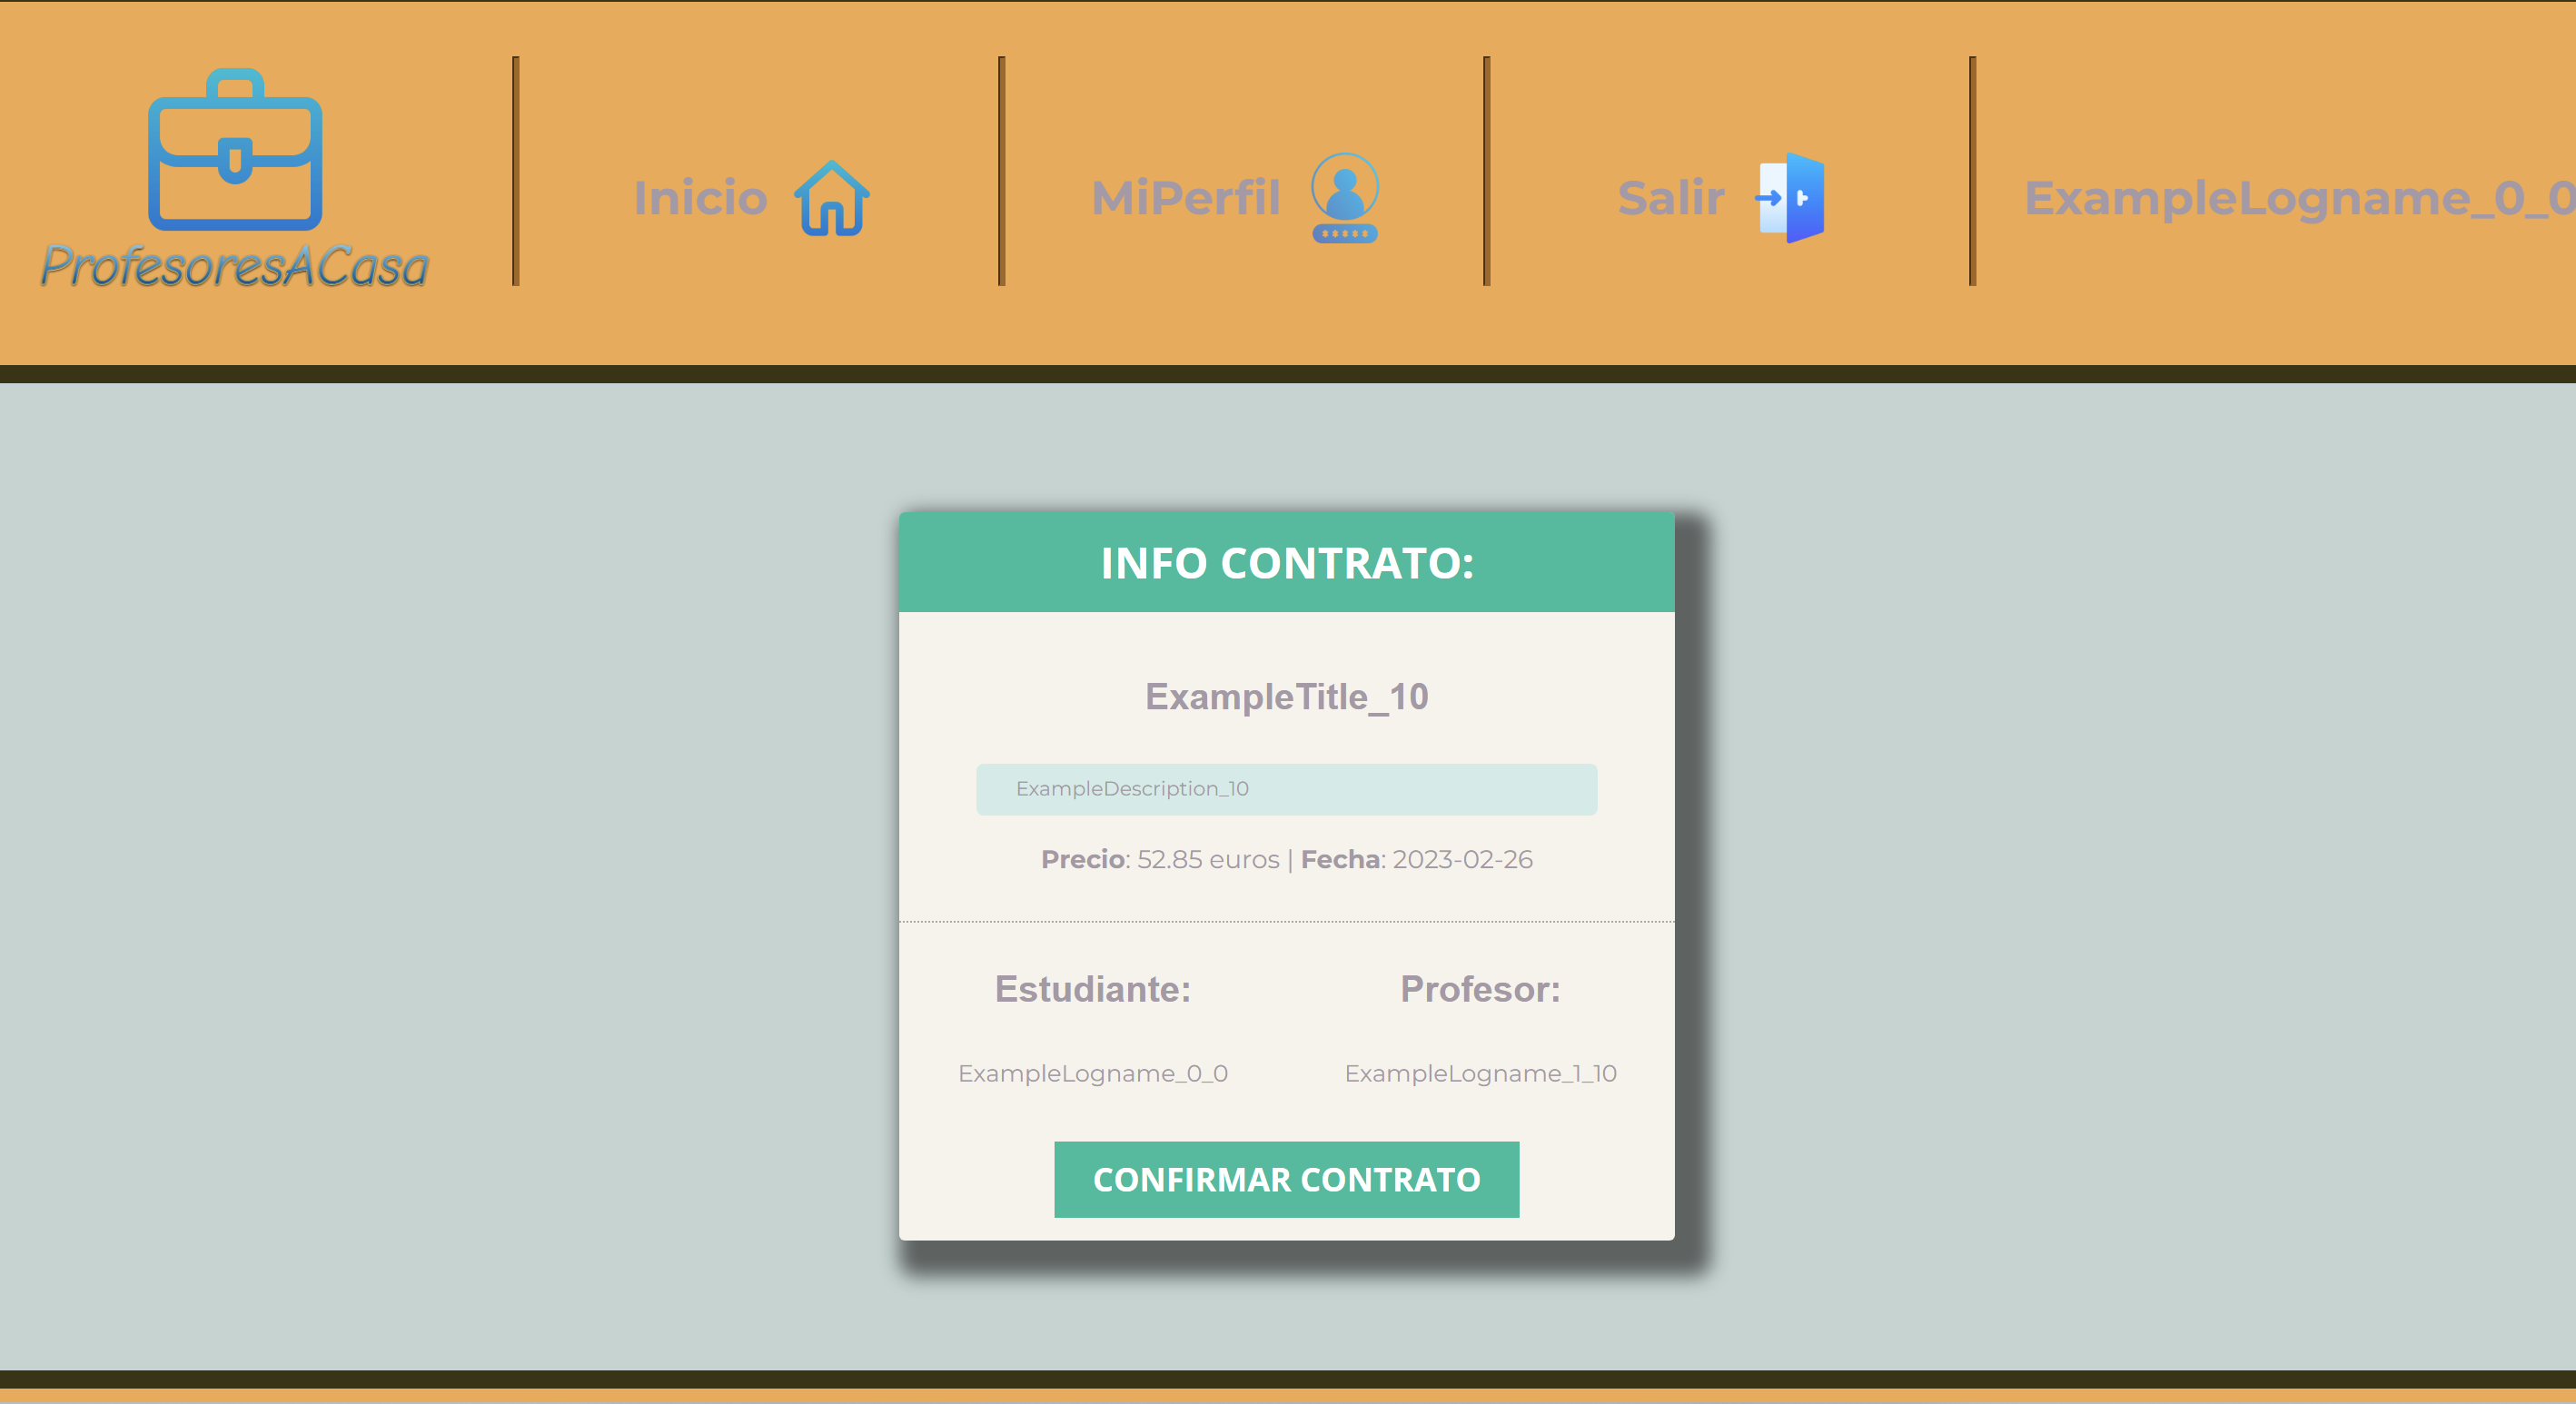 ProfesoresACasa
Inicio
MiPerfil
*****
Salir
ExampleLogname_0_0
INFO CONTRATO:
ExampleTitle_10
ExampleDescription_10
Precio: 52.85 euros | Fecha: 2023-02-26
Estudiante: Profesor:
ExampleLogname_0_0 ExampleLogname_1_10
CONFIRMAR CONTRATO